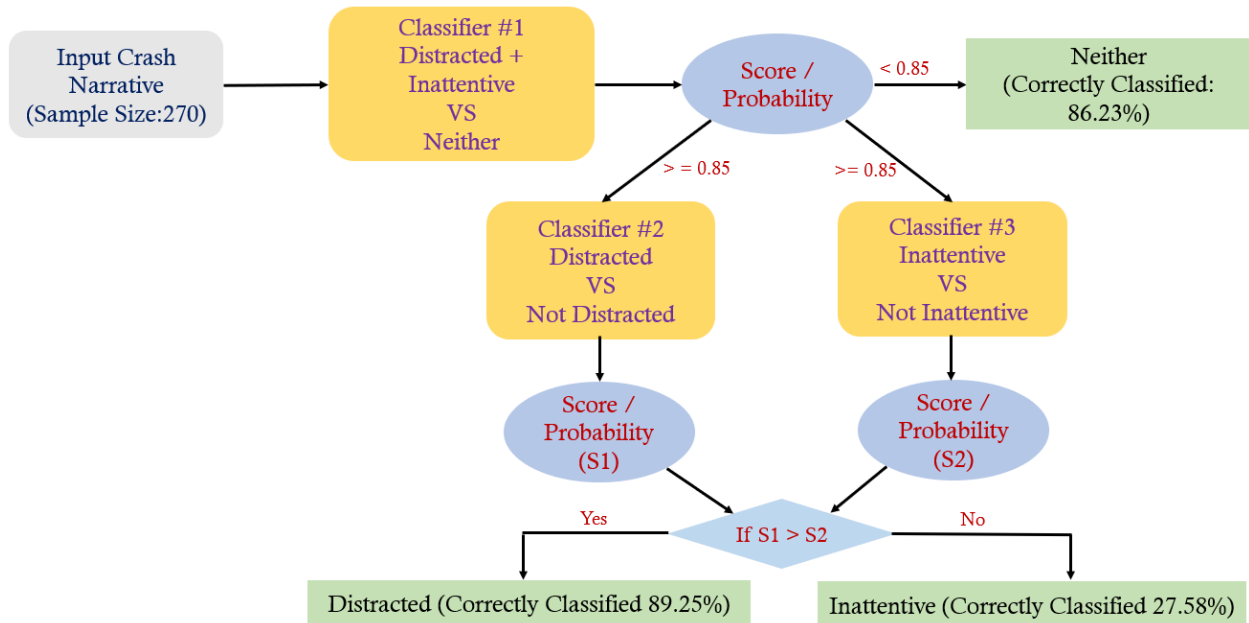 Input Crash
Narrative
(Sample Size:270)
Classifier #1
Distracted +
Inattentive
VS
Neither
Score /
Probability
< 0.85
Neither
(Correctly Classified:
86.23%)
> = 0.85
>= 0.85
Classifier #2
Distracted
VS
Not Distracted
Classifier #3
Inattentive
VS
Not Inattentive
Score /
Probability
(S1)
Score /
Probability
(S2)
Yes
If S1 > S2
No
Distracted (Correctly Classified 89.25%)
Inattentive (Correctly Classified 27.58%)